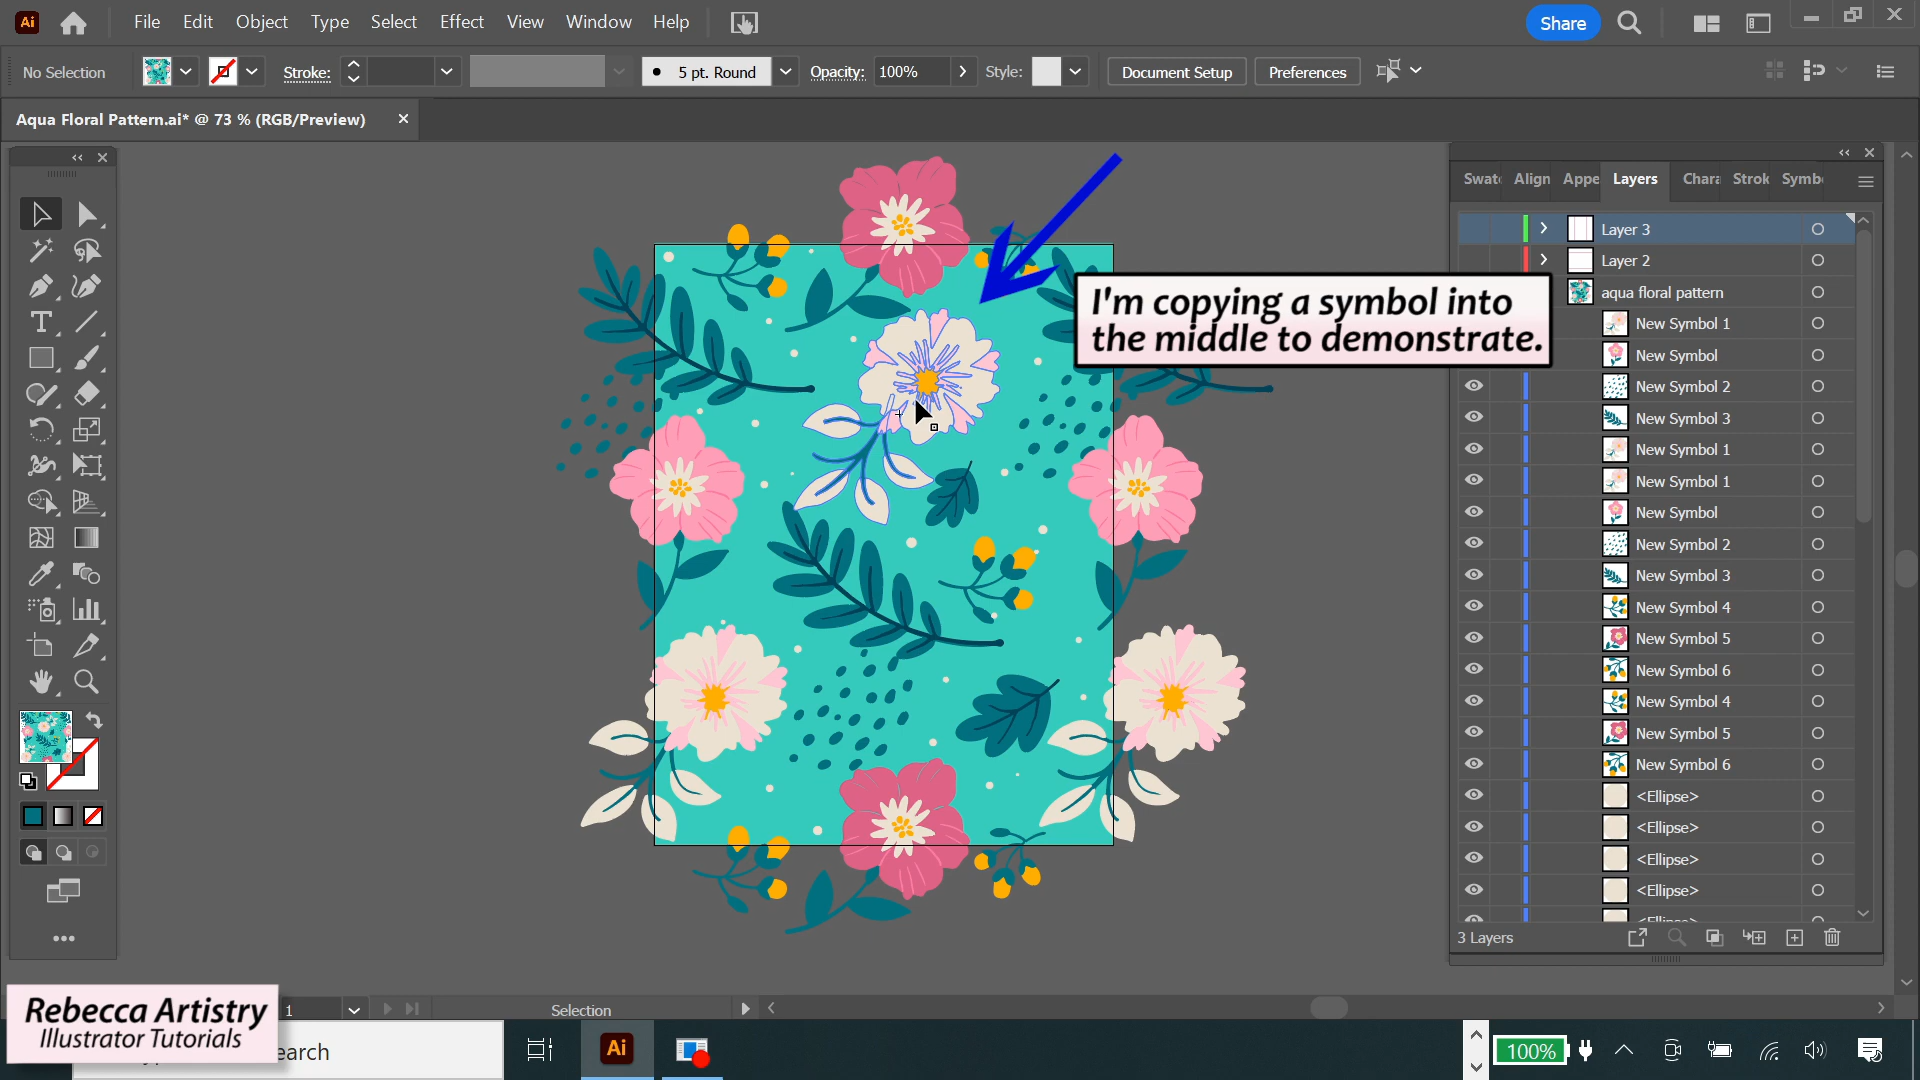 Ai
File Edit Object Type Select Effect View Window Help
Share
No Selection
Stroke:
5 pt. Round
Opacity: 100%
Style:
Document Setup
Preferences
Aqua Floral Pattern.ai* @ 73 % (RGB/Preview)
Swatc Align Appe Layers Chara Strok Symb
Layer 3
Layer 2
aqua floral pattern
New Symbol 1
New Symbol
New Symbol 2
New Symbol 3
New Symbol 1
New Symbol 1
New Symbol
New Symbol 2
New Symbol 3
New Symbol 4
New Symbol 5
New Symbol 6
New Symbol 4
New Symbol 5
New Symbol 6
<Ellipse>
<Ellipse>
<Ellipse>
<Ellipse>
3 Layers
I'm copying a symbol into
the middle to demonstrate.
Rebecca Artistry
Illustrator Tutorials
1
Selection
earch
Ai
100%